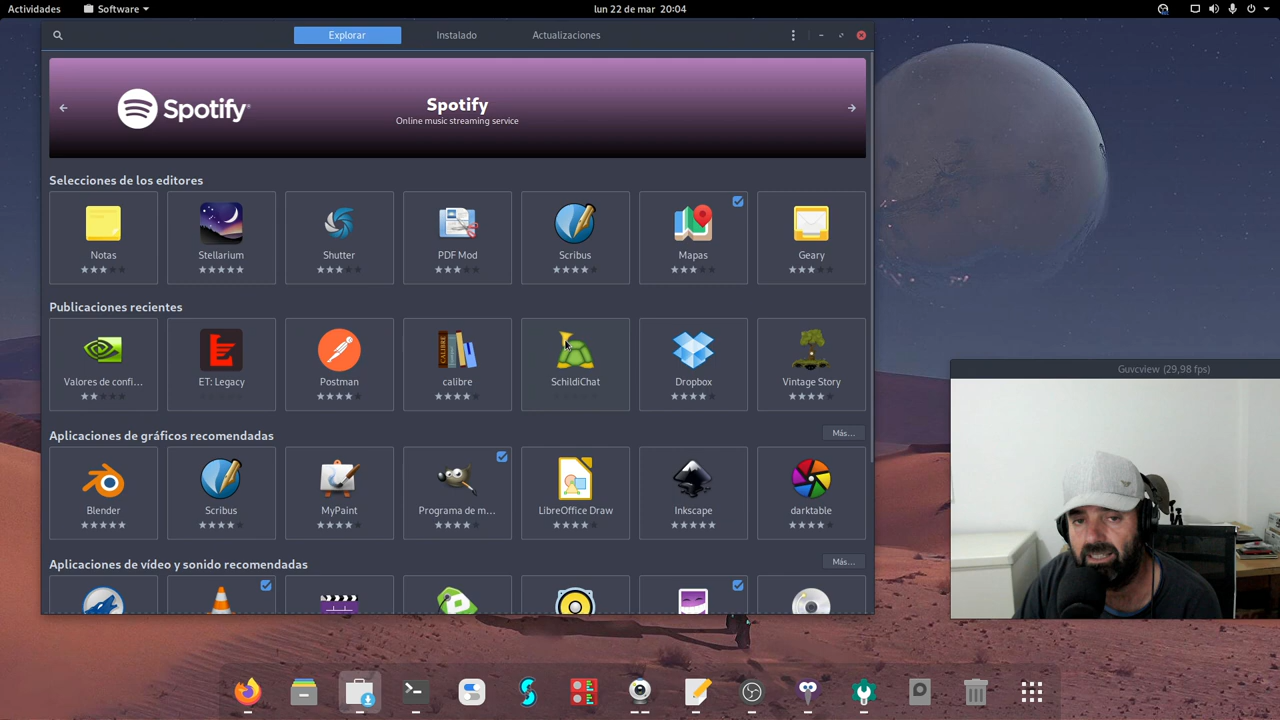 Actividades
Software
lun 22 de mar 20:04
Explorar
Instalado
Actualizaciones
Spotify
Spotify
Online music streaming service
Selecciones de los editores
Notas
Stellarium
Shutter
PDF Mod
Scribus
Mapas
Geary
Publicaciones recientes
Valores de confi...
ET: Legacy
Postman
calibre
SchildiChat
Dropbox
Vintage Story
Aplicaciones de gráficos recomendadas
Más...
Blender
Scribus
MyPaint
Programa de m...
LibreOffice Draw
Inkscape
darktable
Aplicaciones de vídeo y sonido recomendadas
Más...
Guvcview (29,98 fps)